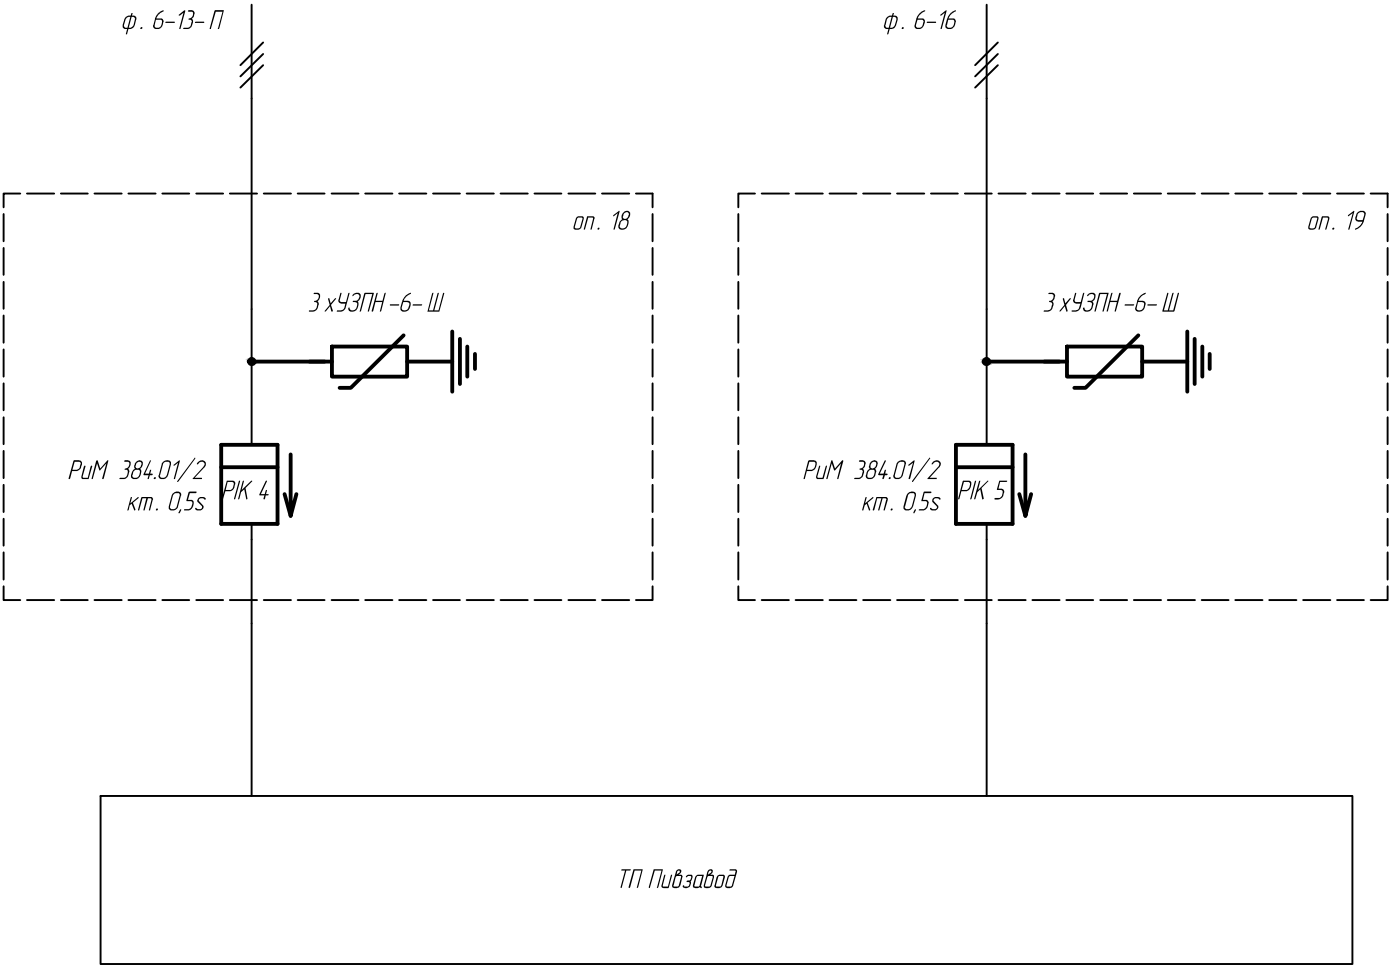 ф. 6-13-П
ф. 6-16
оп. 18
оп. 19
3 хУЗПН-6-Ш
3 хУЗПН-6-Ш
РиМ 384.01/2
кт. 0,5s
PIK 4
РиМ 384.01/2
кт. 0,5s
PIK 5
ТП Пивзавод